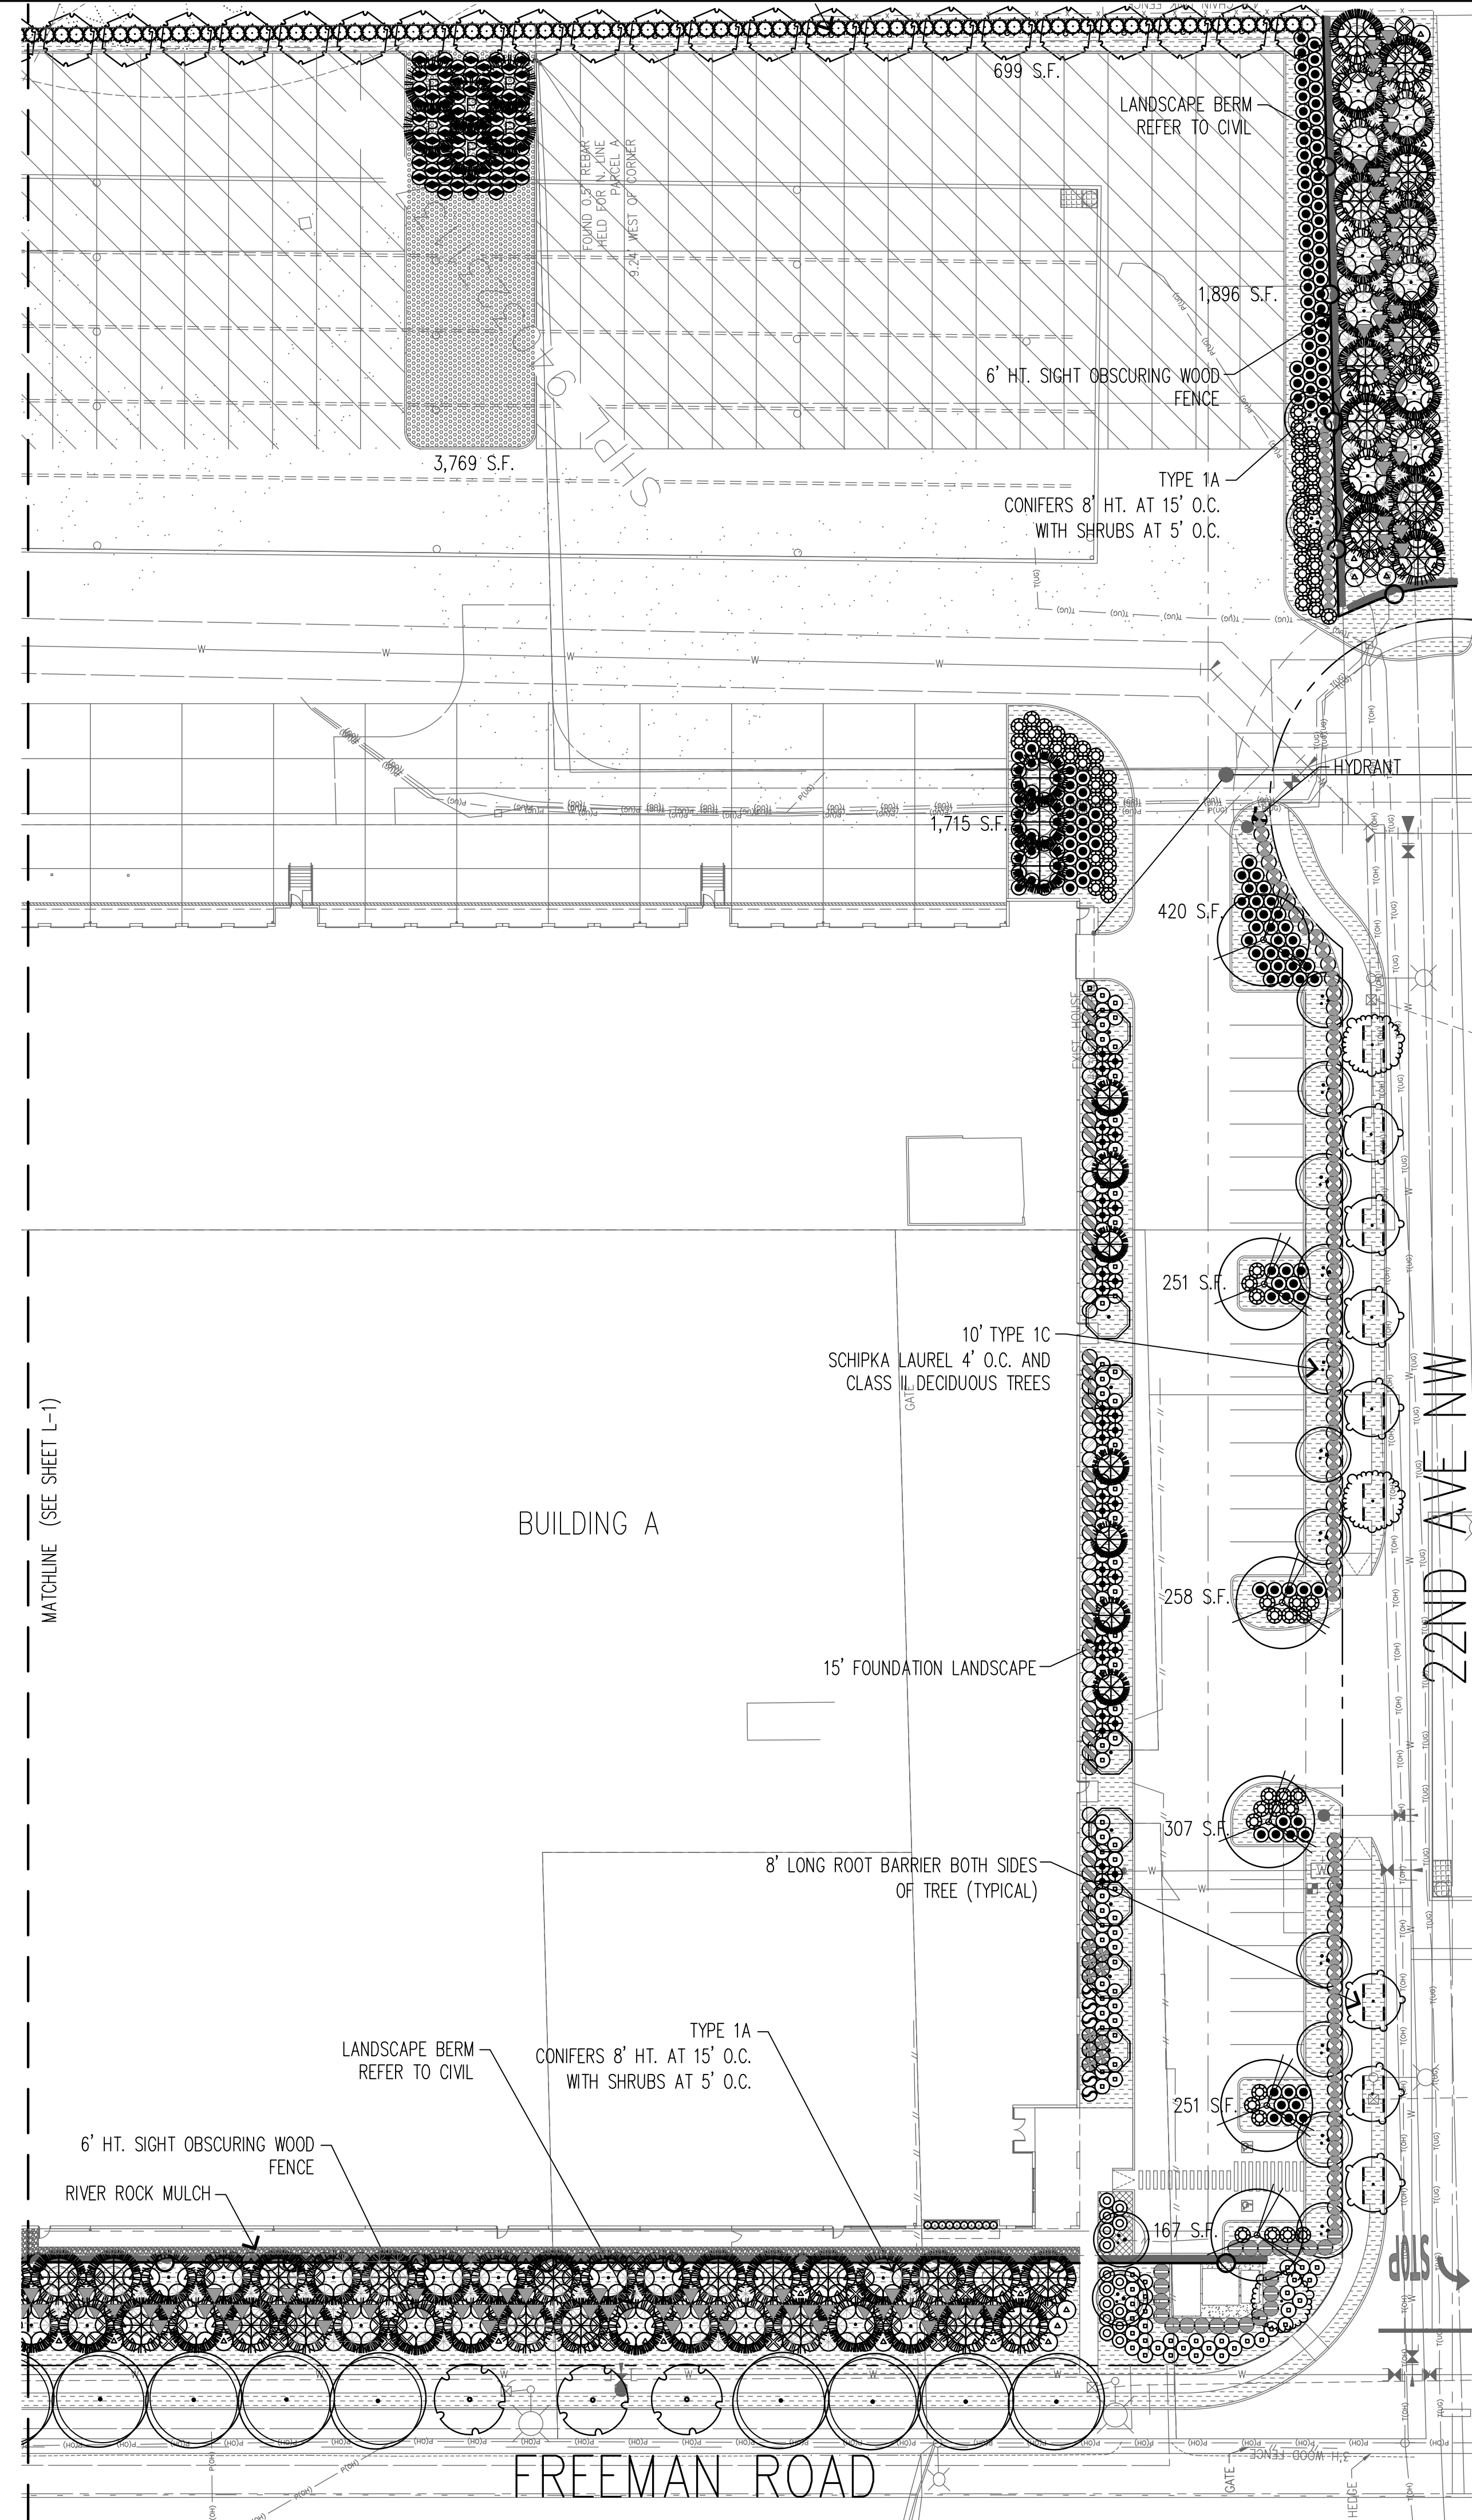 4' CHAIN LINK FENCE
699 S.F.
LANDSCAPE BERM
REFER TO CIVIL
FOUND 0.5" REBAR
HELD FOR N. LINE
PARCEL A
9.24' WEST OF CORNER
1,896 S.F.
6' HT. SIGHT OBSCURING WOOD
FENCE
3,769 S.F.
TYPE 1A
CONIFERS 8' HT. AT 15' O.C.
WITH SHRUBS AT 5' O.C.
HYDRANT
1,715 S.F.
420 S.F.
EXIST. HOUSE
251 S.F.
10' TYPE 1C
SCHIPKA LAUREL 4' O.C. AND
CLASS II DECIDUOUS TREES
GATE
MATCHLINE (SEE SHEET L-1)
BUILDING A
22ND AVE NW
258 S.F.
15' FOUNDATION LANDSCAPE
307 S.F.
8' LONG ROOT BARRIER BOTH SIDES
OF TREE (TYPICAL)
TYPE 1A
CONIFERS 8' HT. AT 15' O.C.
WITH SHRUBS AT 5' O.C.
LANDSCAPE BERM
REFER TO CIVIL
251 S.F.
6' HT. SIGHT OBSCURING WOOD
FENCE
RIVER ROCK MULCH
167 S.F.
STOP
FREEMAN ROAD
3'H WOOD FENCE
GATE
HEDGE